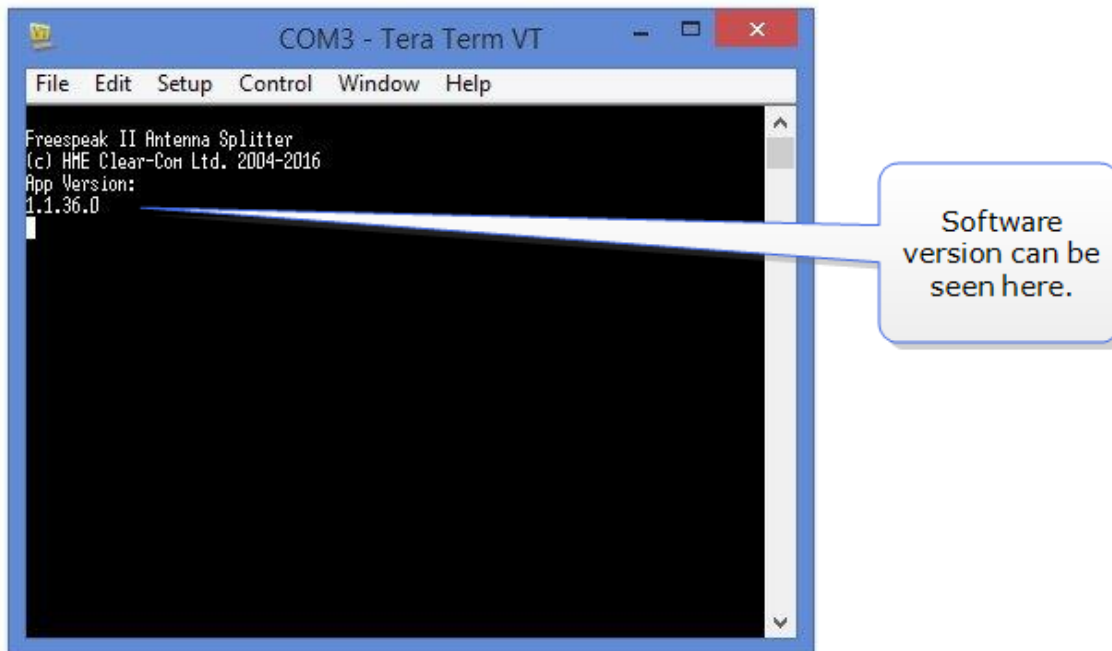 COM3 - Tera Term VT
File Edit Setup Control Window Help
Freespeak II Antenna Splitter
(c) HME Clear-Com Ltd. 2004-2016
App Version:
1.1.36.0
Software
version can be
seen here.